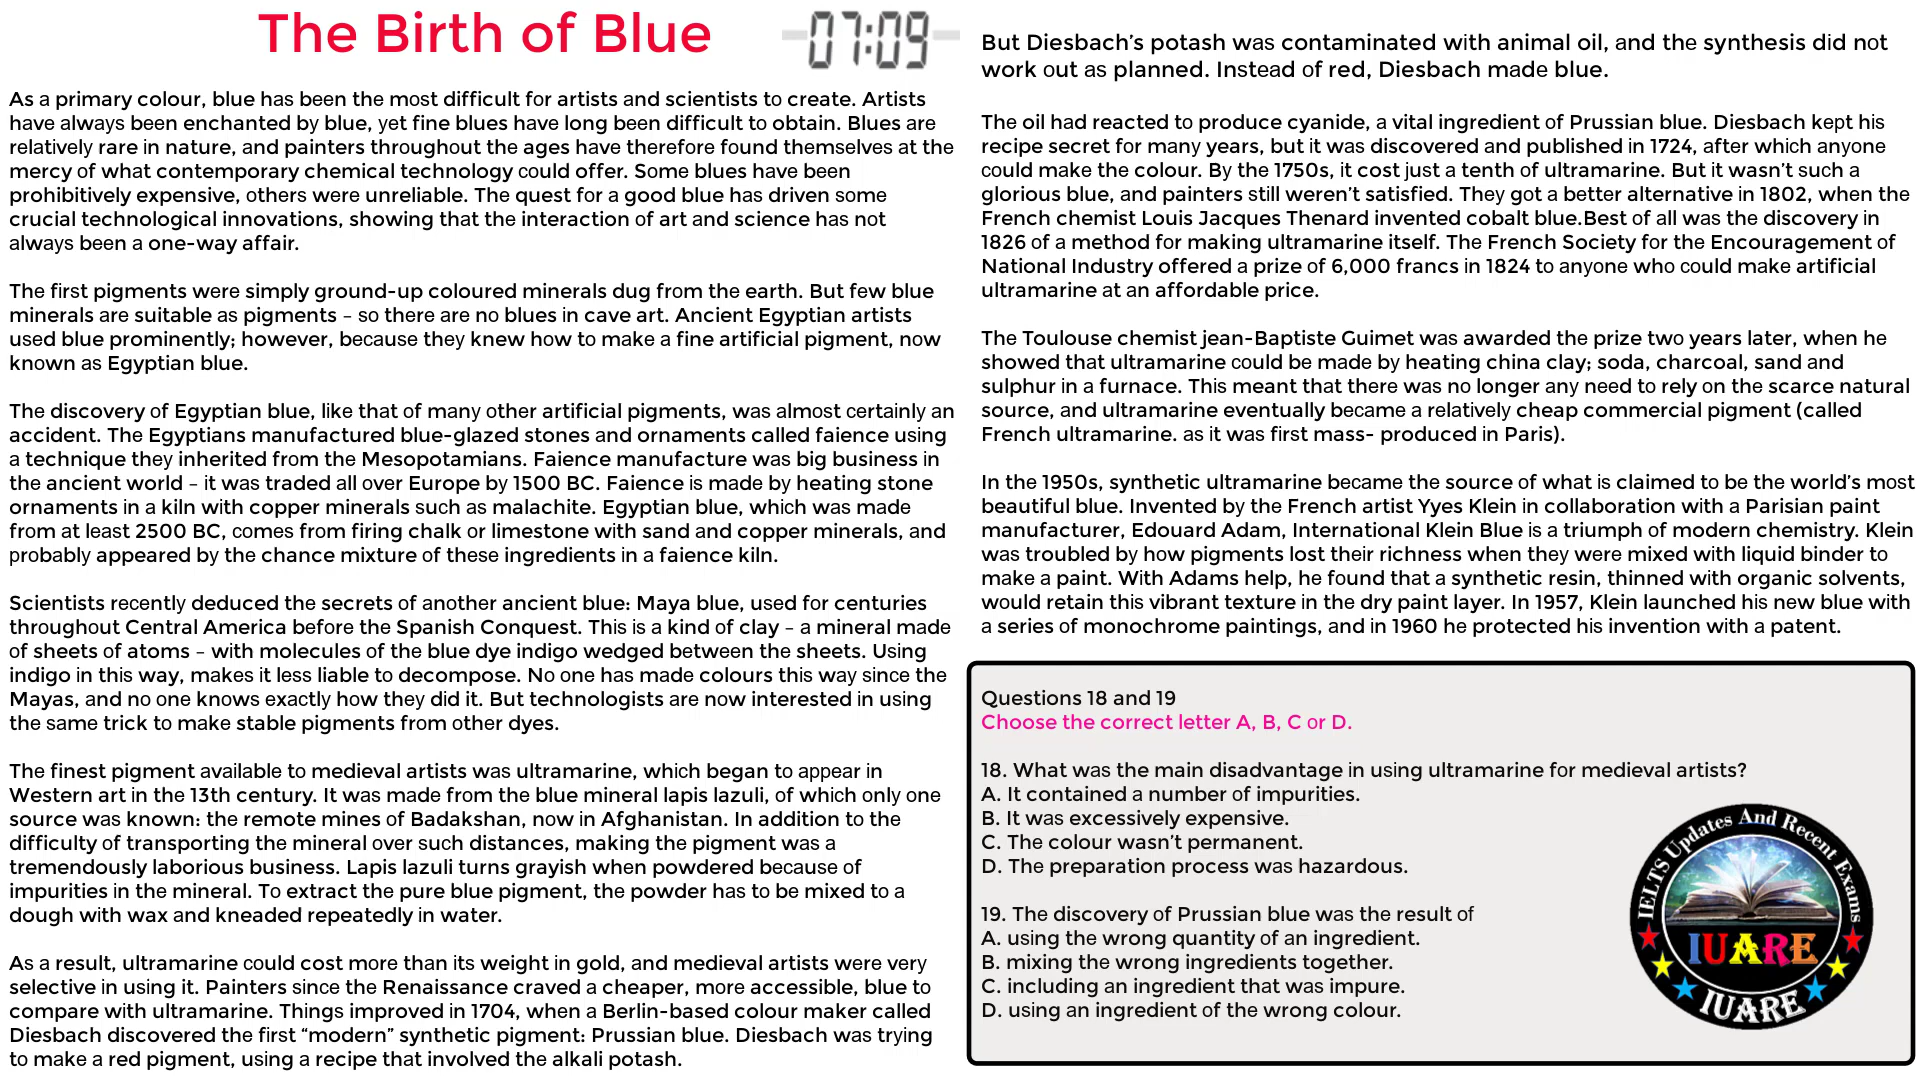 The Birth of Blue
07:09
As a primary colour, blue has been the most difficult for artists and scientists to create. Artists
have always been enchanted by blue, yet fine blues have long been difficult to obtain. Blues are
relatively rare in nature, and painters throughout the ages have therefore found themselves at the
mercy of what contemporary chemical technology could offer. Some blues have been
prohibitively expensive, others were unreliable. The quest for a good blue has driven some
crucial technological innovations, showing that the interaction of art and science has not
always been a one-way affair.
The first pigments were simply ground-up coloured minerals dug from the earth. But few blue
minerals are suitable as pigments – so there are no blues in cave art. Ancient Egyptian artists
used blue prominently; however, because they knew how to make a fine artificial pigment, now
known as Egyptian blue.
The discovery of Egyptian blue, like that of many other artificial pigments, was almost certainly an
accident. The Egyptians manufactured blue-glazed stones and ornaments called faience using
a technique they inherited from the Mesopotamians. Faience manufacture was big business in
the ancient world – it was traded all over Europe by 1500 BC. Faience is made by heating stone
ornaments in a kiln with copper minerals such as malachite. Egyptian blue, which was made
from at least 2500 BC, comes from firing chalk or limestone with sand and copper minerals, and
probably appeared by the chance mixture of these ingredients in a faience kiln.
Scientists recently deduced the secrets of another ancient blue: Maya blue, used for centuries
throughout Central America before the Spanish Conquest. This is a kind of clay – a mineral made
of sheets of atoms – with molecules of the blue dye indigo wedged between the sheets. Using
indigo in this way, makes it less liable to decompose. No one has made colours this way since the
Mayas, and no one knows exactly how they did it. But technologists are now interested in using
the same trick to make stable pigments from other dyes.
The finest pigment available to medieval artists was ultramarine, which began to appear in
Western art in the 13th century. It was made from the blue mineral lapis lazuli, of which only one
source was known: the remote mines of Badakshan, now in Afghanistan. In addition to the
difficulty of transporting the mineral over such distances, making the pigment was a
tremendously laborious business. Lapis lazuli turns grayish when powdered because of
impurities in the mineral. To extract the pure blue pigment, the powder has to be mixed to a
dough with wax and kneaded repeatedly in water.
As a result, ultramarine could cost more than its weight in gold, and medieval artists were very
selective in using it. Painters since the Renaissance craved a cheaper, more accessible, blue to
compare with ultramarine. Things improved in 1704, when a Berlin-based colour maker called
Diesbach discovered the first “modern” synthetic pigment: Prussian blue. Diesbach was trying
to make a red pigment, using a recipe that involved the alkali potash.
But Diesbach’s potash was contaminated with animal oil, and the synthesis did not
work out as planned. Instead of red, Diesbach made blue.
The oil had reacted to produce cyanide, a vital ingredient of Prussian blue. Diesbach kept his
recipe secret for many years, but it was discovered and published in 1724, after which anyone
could make the colour. By the 1750s, it cost just a tenth of ultramarine. But it wasn’t such a
glorious blue, and painters still weren’t satisfied. They got a better alternative in 1802, when the
French chemist Louis Jacques Thenard invented cobalt blue.Best of all was the discovery in
1826 of a method for making ultramarine itself. The French Society for the Encouragement of
National Industry offered a prize of 6,000 francs in 1824 to anyone who could make artificial
ultramarine at an affordable price.
The Toulouse chemist jean-Baptiste Guimet was awarded the prize two years later, when he
showed that ultramarine could be made by heating china clay; soda, charcoal, sand and
sulphur in a furnace. This meant that there was no longer any need to rely on the scarce natural
source, and ultramarine eventually became a relatively cheap commercial pigment (called
French ultramarine. as it was first mass- produced in Paris).
In the 1950s, synthetic ultramarine became the source of what is claimed to be the world’s most
beautiful blue. Invented by the French artist Yyes Klein in collaboration with a Parisian paint
manufacturer, Edouard Adam, International Klein Blue is a triumph of modern chemistry. Klein
was troubled by how pigments lost their richness when they were mixed with liquid binder to
make a paint. With Adams help, he found that a synthetic resin, thinned with organic solvents,
would retain this vibrant texture in the dry paint layer. In 1957, Klein launched his new blue with
a series of monochrome paintings, and in 1960 he protected his invention with a patent.
Questions 18 and 19
Choose the correct letter A, B, C or D.
18. What was the main disadvantage in using ultramarine for medieval artists?
A. It contained a number of impurities.
B. It was excessively expensive.
C. The colour wasn’t permanent.
D. The preparation process was hazardous.
19. The discovery of Prussian blue was the result of
A. using the wrong quantity of an ingredient.
B. mixing the wrong ingredients together.
C. including an ingredient that was impure.
D. using an ingredient of the wrong colour.
IELTS Updates And Recent Exams
IUARE
IUARE